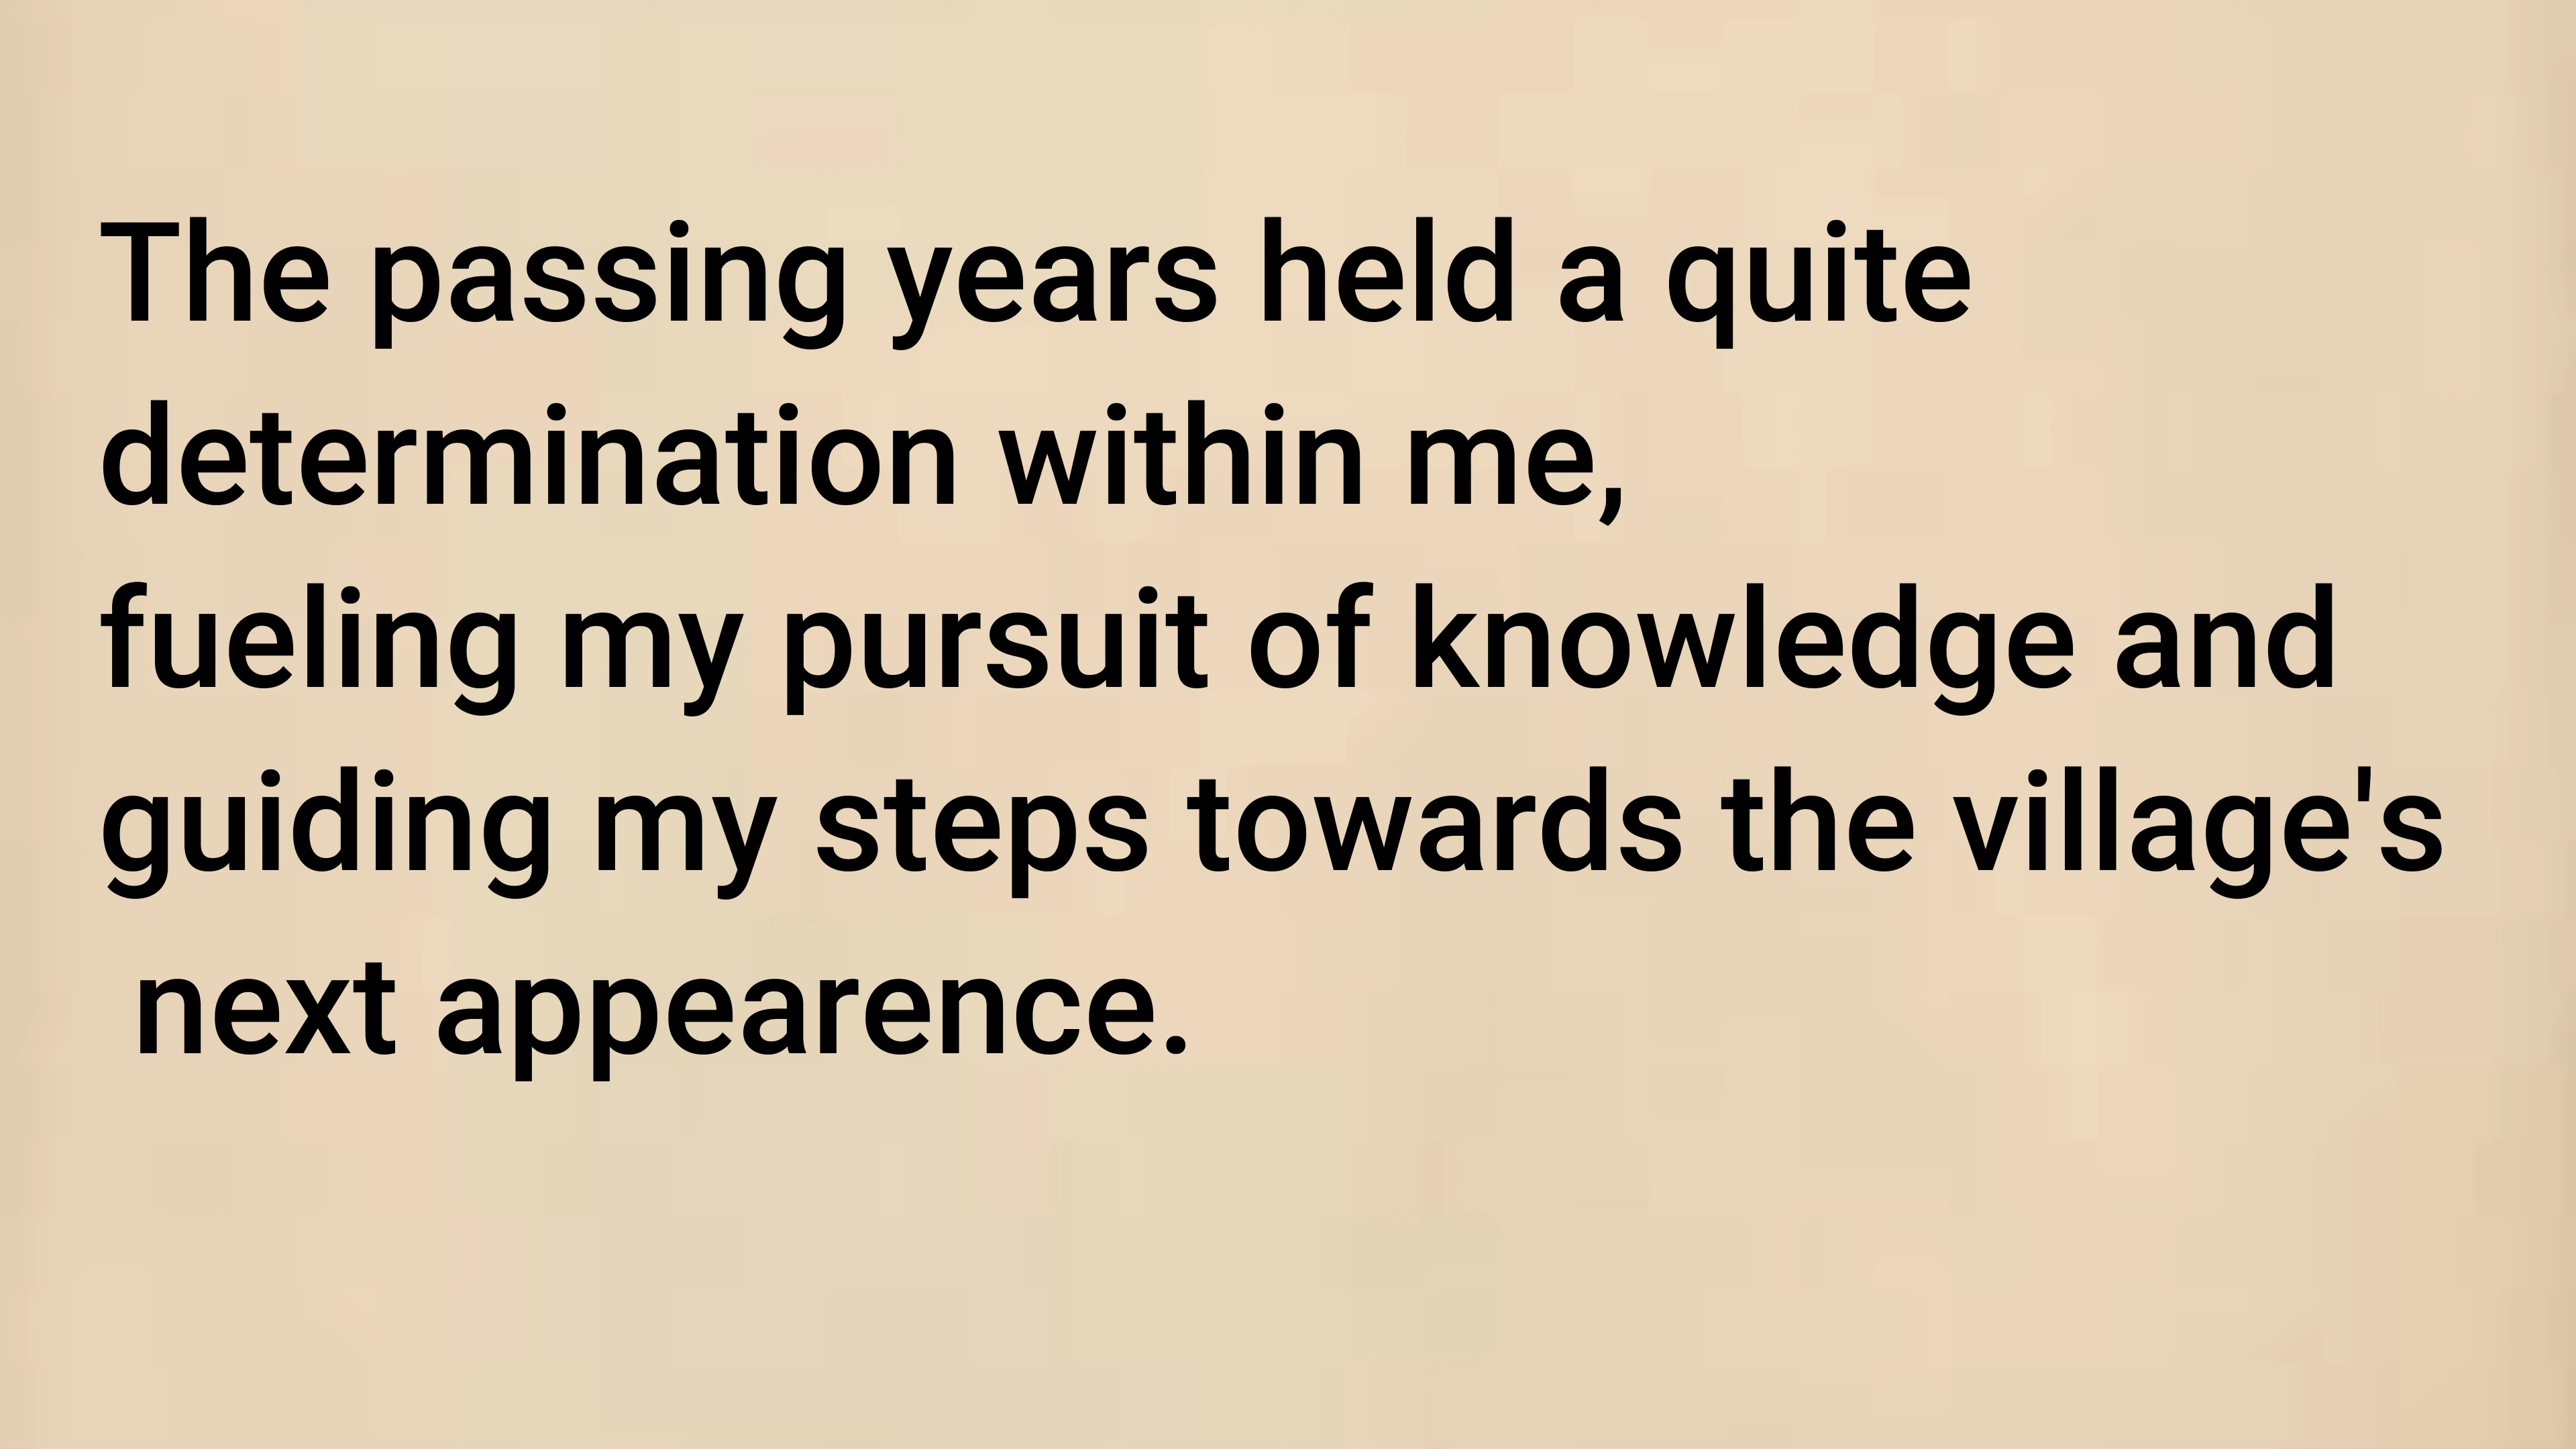 The passing years held a quite
determination within me,
fueling my pursuit of knowledge and
guiding my steps towards the village's
next appearence.